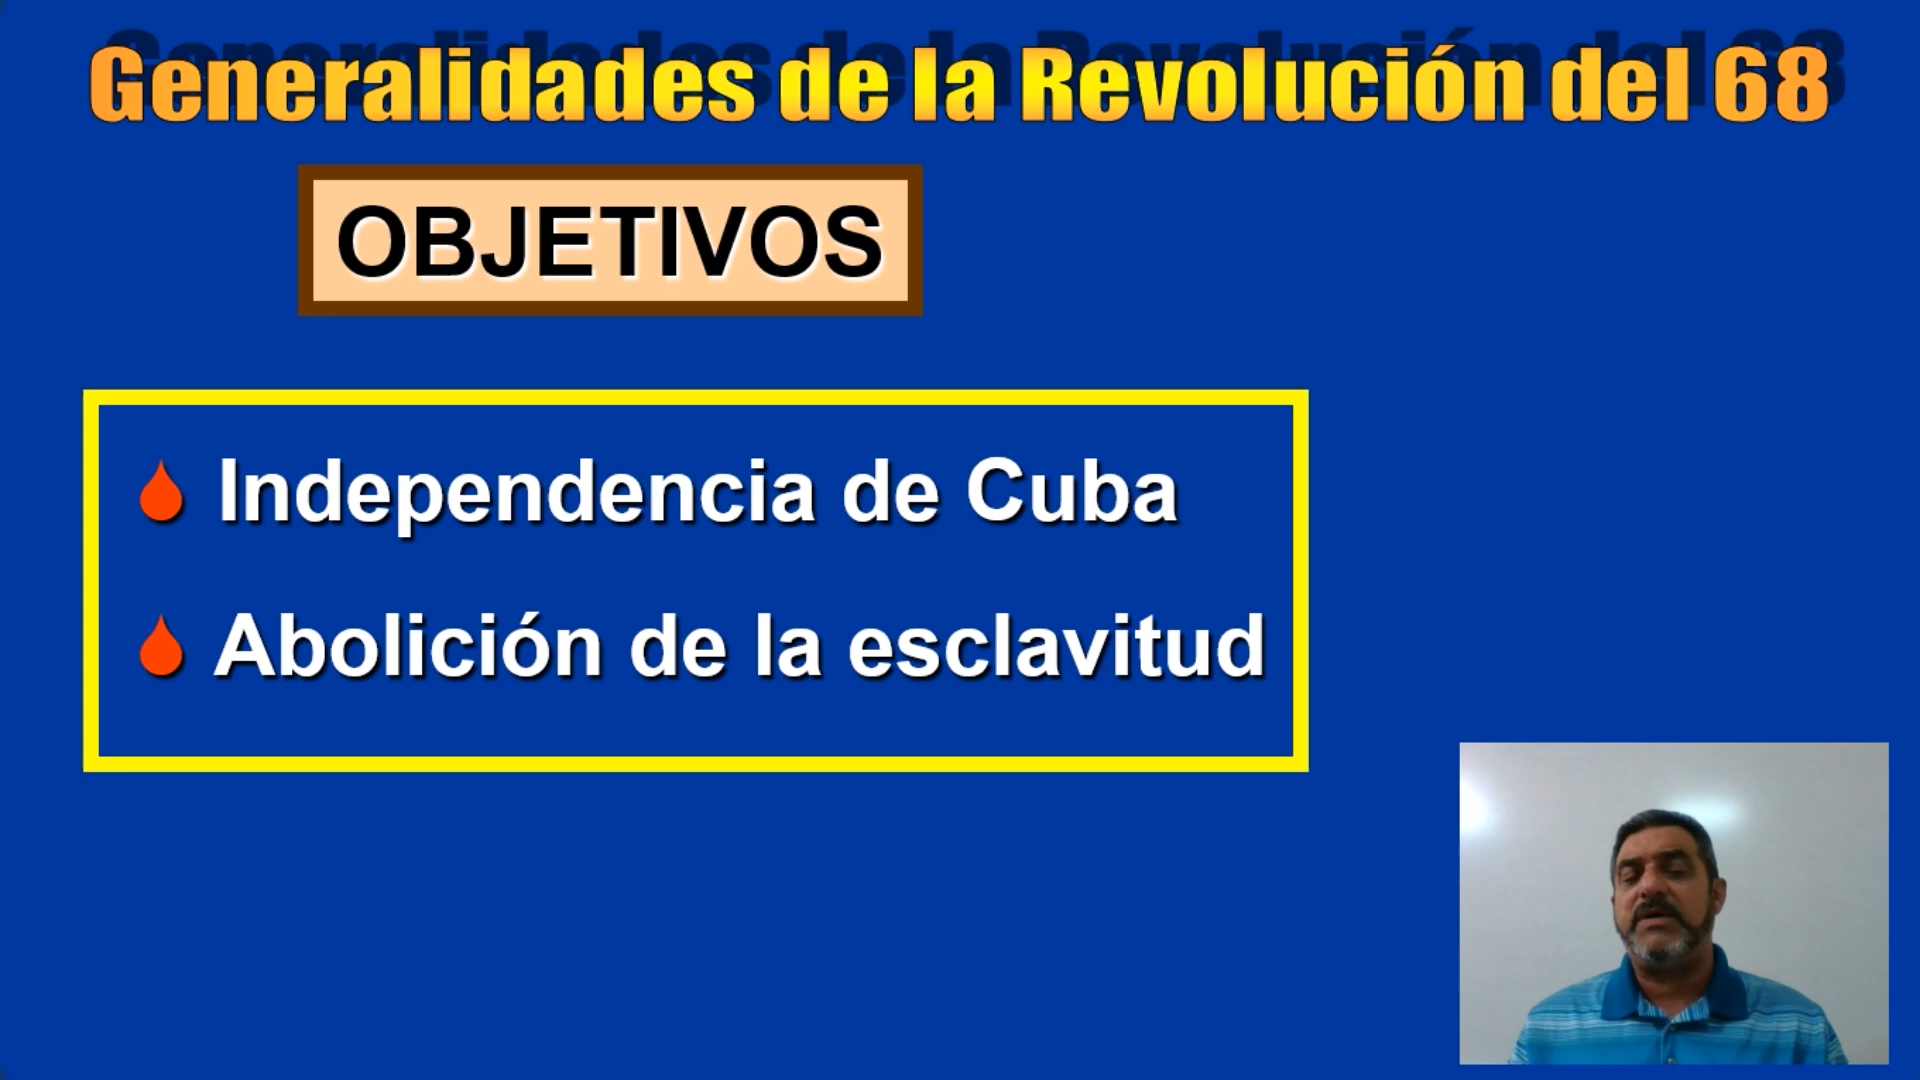 Generalidades de la Revolución del 68
OBJETIVOS
Independencia de Cuba
Abolición de la esclavitud